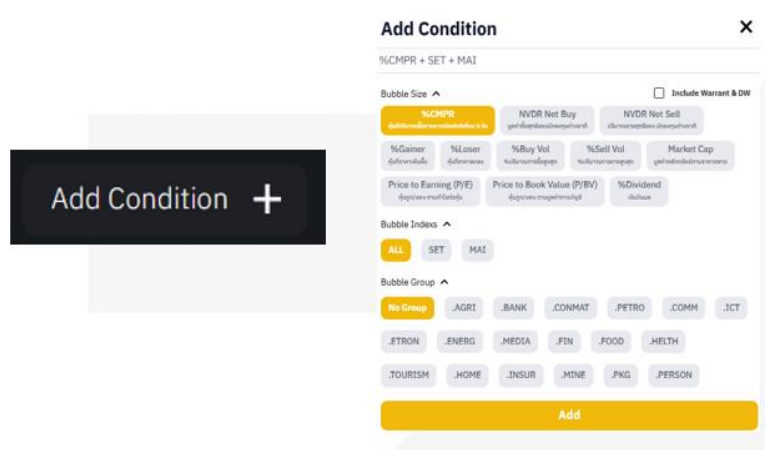 Add Condition +
Add Condition
%CMPR + SET + MAI
Bubble Size
Include Warrant & DW
%CMPR NVDR Net Buy NVDR Net Sell
%Gainer %Loser %Buy Vol %Sell Vol Market Cap
Price to Earning (P/E) Price to Book Value (P/BV) %Dividend
Bubble Indexs
ALL SET MAI
Bubble Group
No Group .AGRI .BANK .CONMAT .PETRO .COMM .ICT
.ETRON .ENERG .MEDIA .FIN .FOOD .HELTH
.TOURISM .HOME .INSUR .MINE .PKG .PERSON
Add